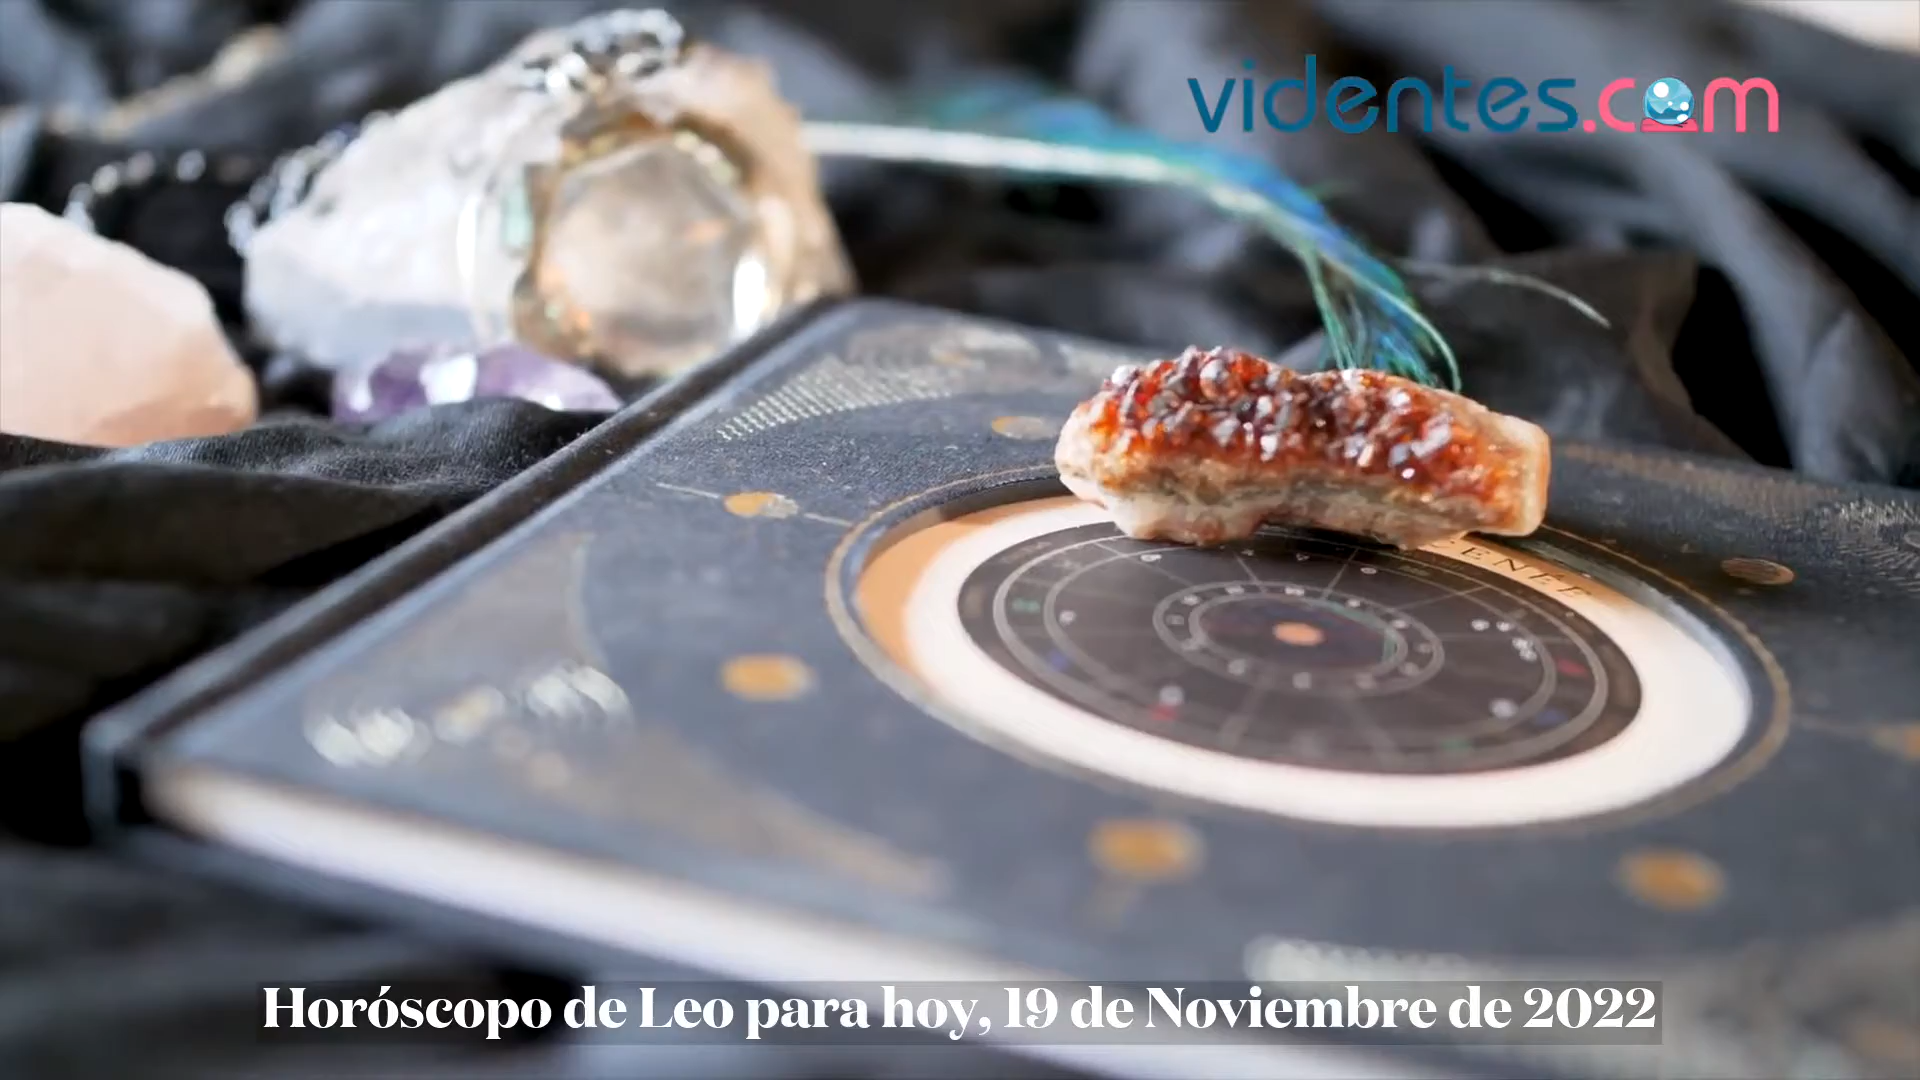 videntes.com
Horóscopo de Leo para hoy, 19 de Noviembre de 2022